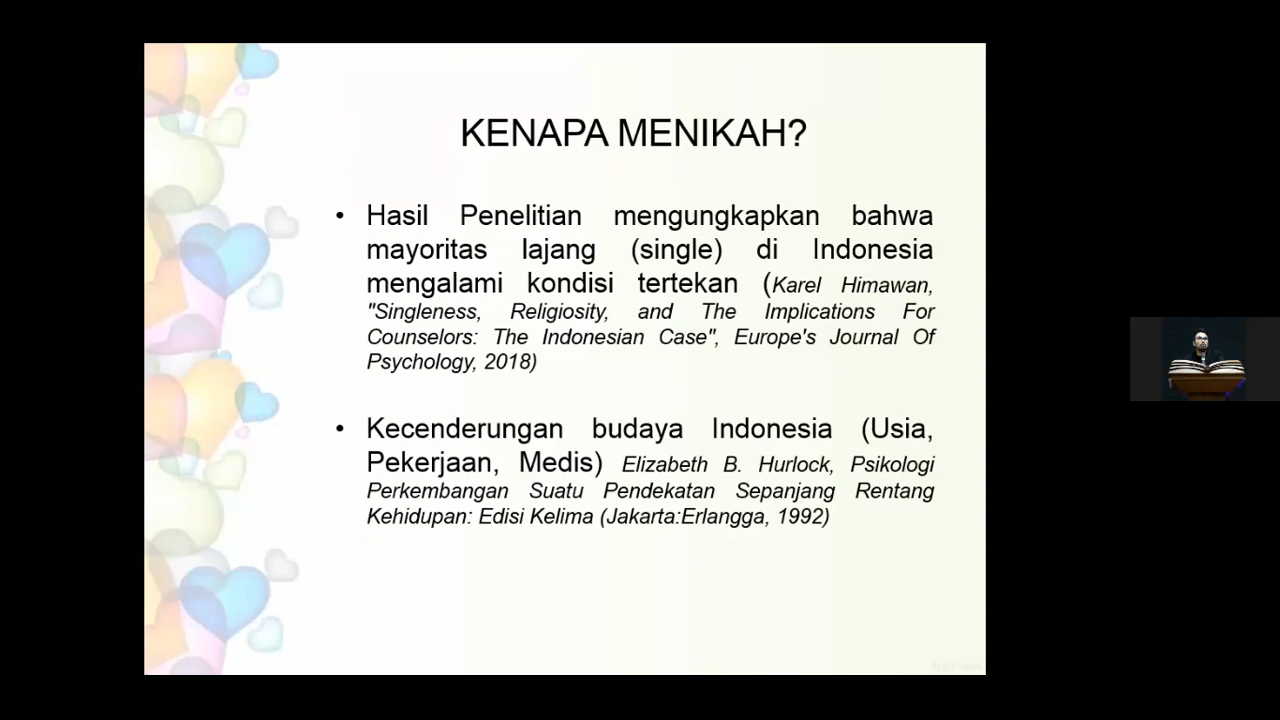 KENAPA MENIKAH?
• Hasil Penelitian mengungkapkan bahwa
mayoritas lajang (single) di Indonesia
mengalami kondisi tertekan (Karel Himawan,
"Singleness, Religiosity, and The Implications For
Counselors: The Indonesian Case", Europe's Journal Of
Psychology, 2018)
• Kecenderungan budaya Indonesia (Usia,
Pekerjaan, Medis) Elizabeth B. Hurlock, Psikologi
Perkembangan Suatu Pendekatan Sepanjang Rentang
Kehidupan: Edisi Kelima (Jakarta:Erlangga, 1992)